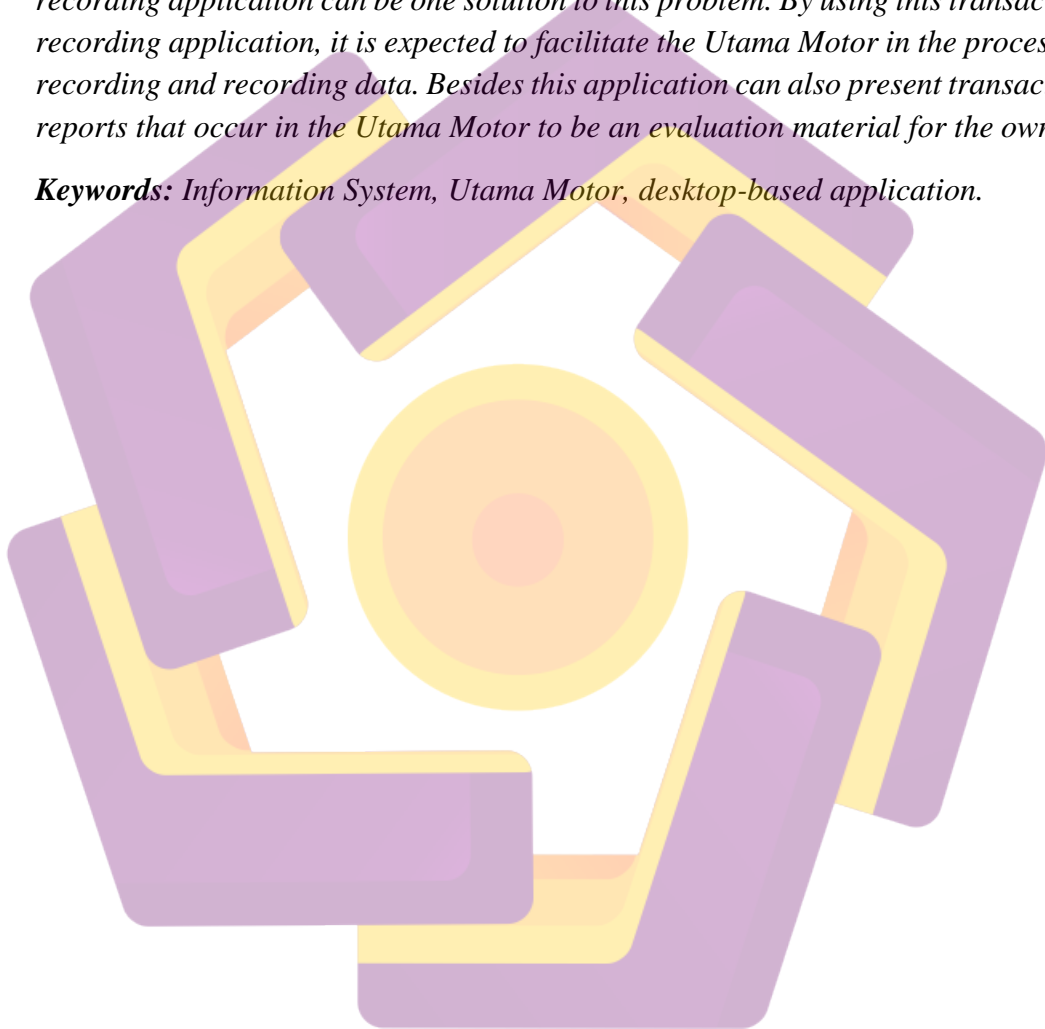 recording application can be one solution to this problem. By using this transac
recording application, it is expected to facilitate the Utama Motor in the proces
recording and recording data. Besides this application can also present transac
reports that occur in the Utama Motor to be an evaluation material for the own
Keywords: Information System, Utama Motor, desktop-based application.